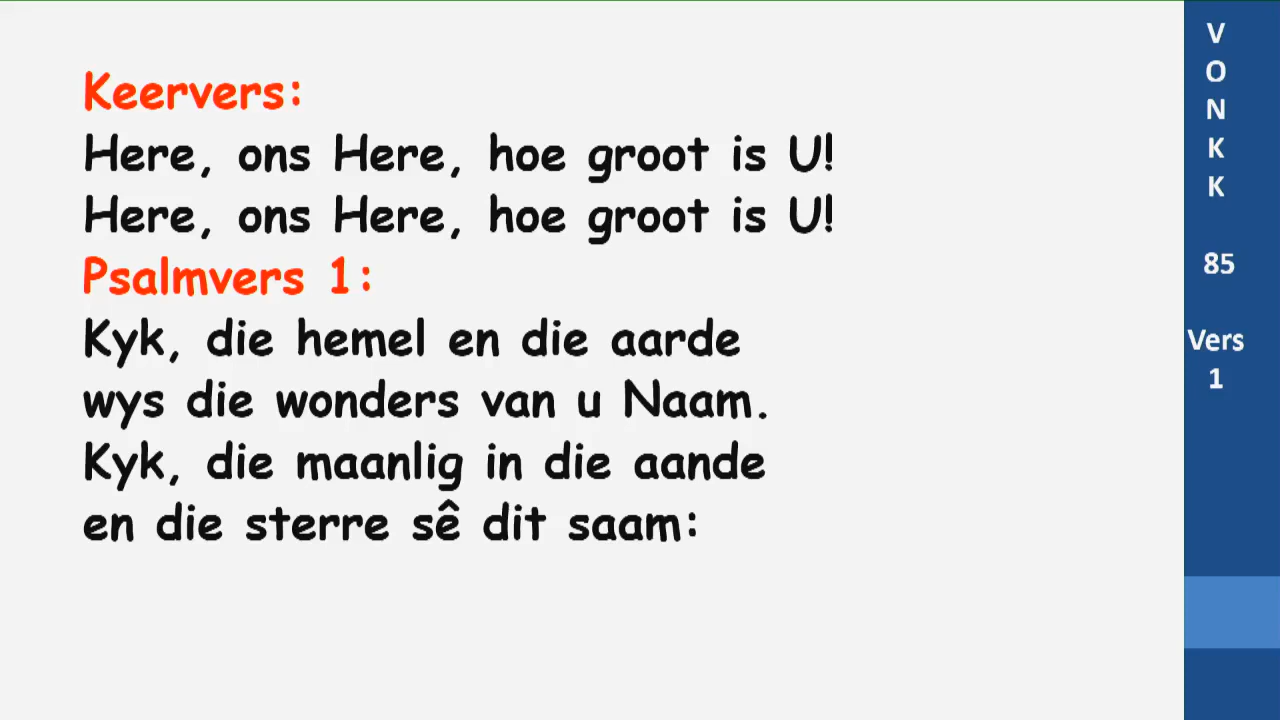 Keervers:
Here, ons Here, hoe groot is U!
Here, ons Here, hoe groot is U!
Psalmvers 1:
Kyk, die hemel en die aarde
wys die wonders van u Naam.
Kyk, die maanlig in die aande
en die sterre sê dit saam:
V
O
N
K
K
85
Vers
1